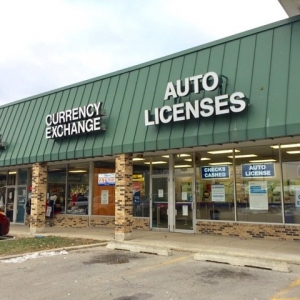 CURRENCY
EXCHANGE
AUTO
LICENSES
CHECKS
CASHED
AUTO
LICENSE